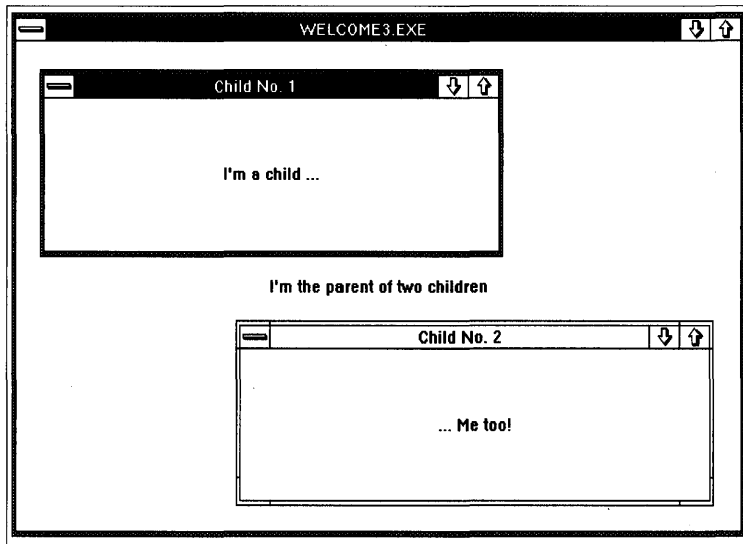 WELCOME3.EXE
Child No. 1
I'm a child ...
I'm the parent of two children
Child No. 2
... Me too!